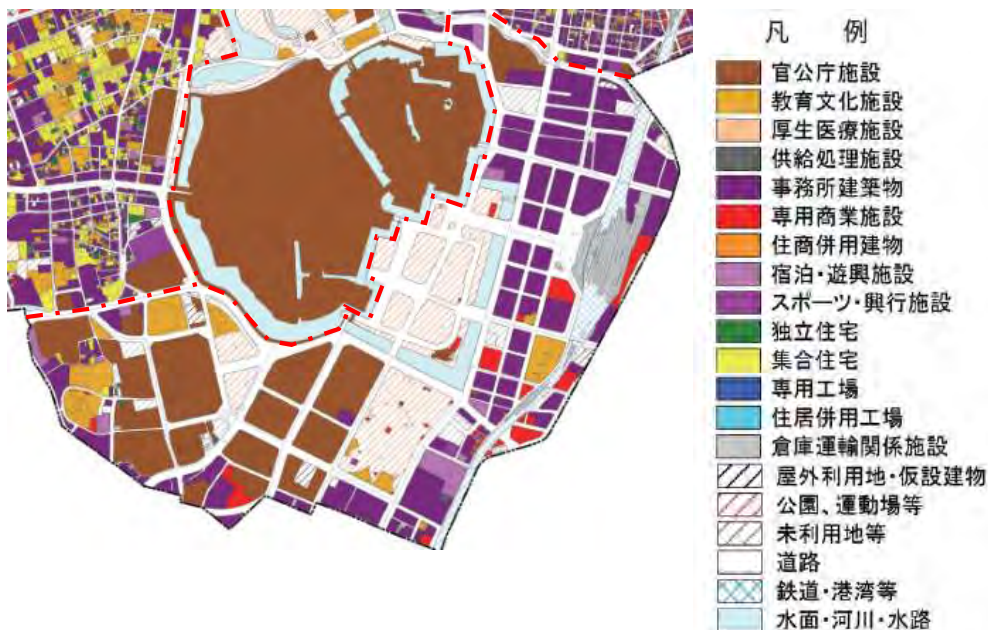 凡 例
官公庁施設
教育文化施設
厚生医療施設
供給処理施設
事務所建築物
専用商業施設
住商併用建物
宿泊・遊興施設
スポーツ・興行施設
独立住宅
集合住宅
専用工場
住居併用工場
倉庫運輸関係施設
屋外利用地・仮設建物
公園、運動場等
未利用地等
道路
鉄道・港湾等
水面・河川・水路